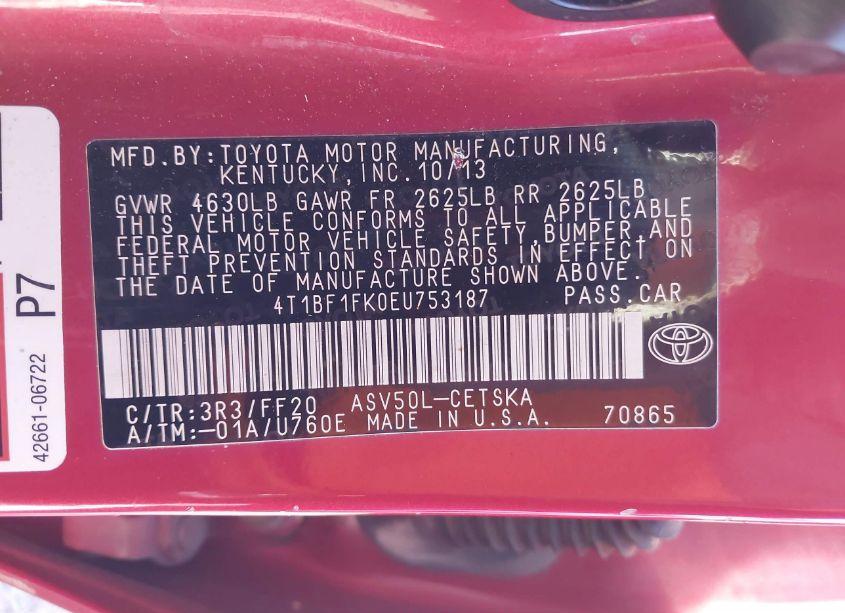 MFD.BY:TOYOTA MOTOR MANUFACTURING,
KENTUCKY,INC.10/13
GVWR 4630LB GAWR FR 2625LB RR 2625LB
THIS VEHICLE CONFORMS TO ALL APPLICABLE
FEDERAL MOTOR VEHICLE SAFETY,BUMPER,AND
THEFT PREVENTION STANDARDS IN EFFECT ON
THE DATE OF MANUFACTURE SHOWN ABOVE.
4T1BF1FK0EU753187 PASS.CAR
C/TR:3R3/FF20 ASV50L-CETSKA
A/TM:-01A/U760E MADE IN U.S.A. 70865
P7
42661-06722